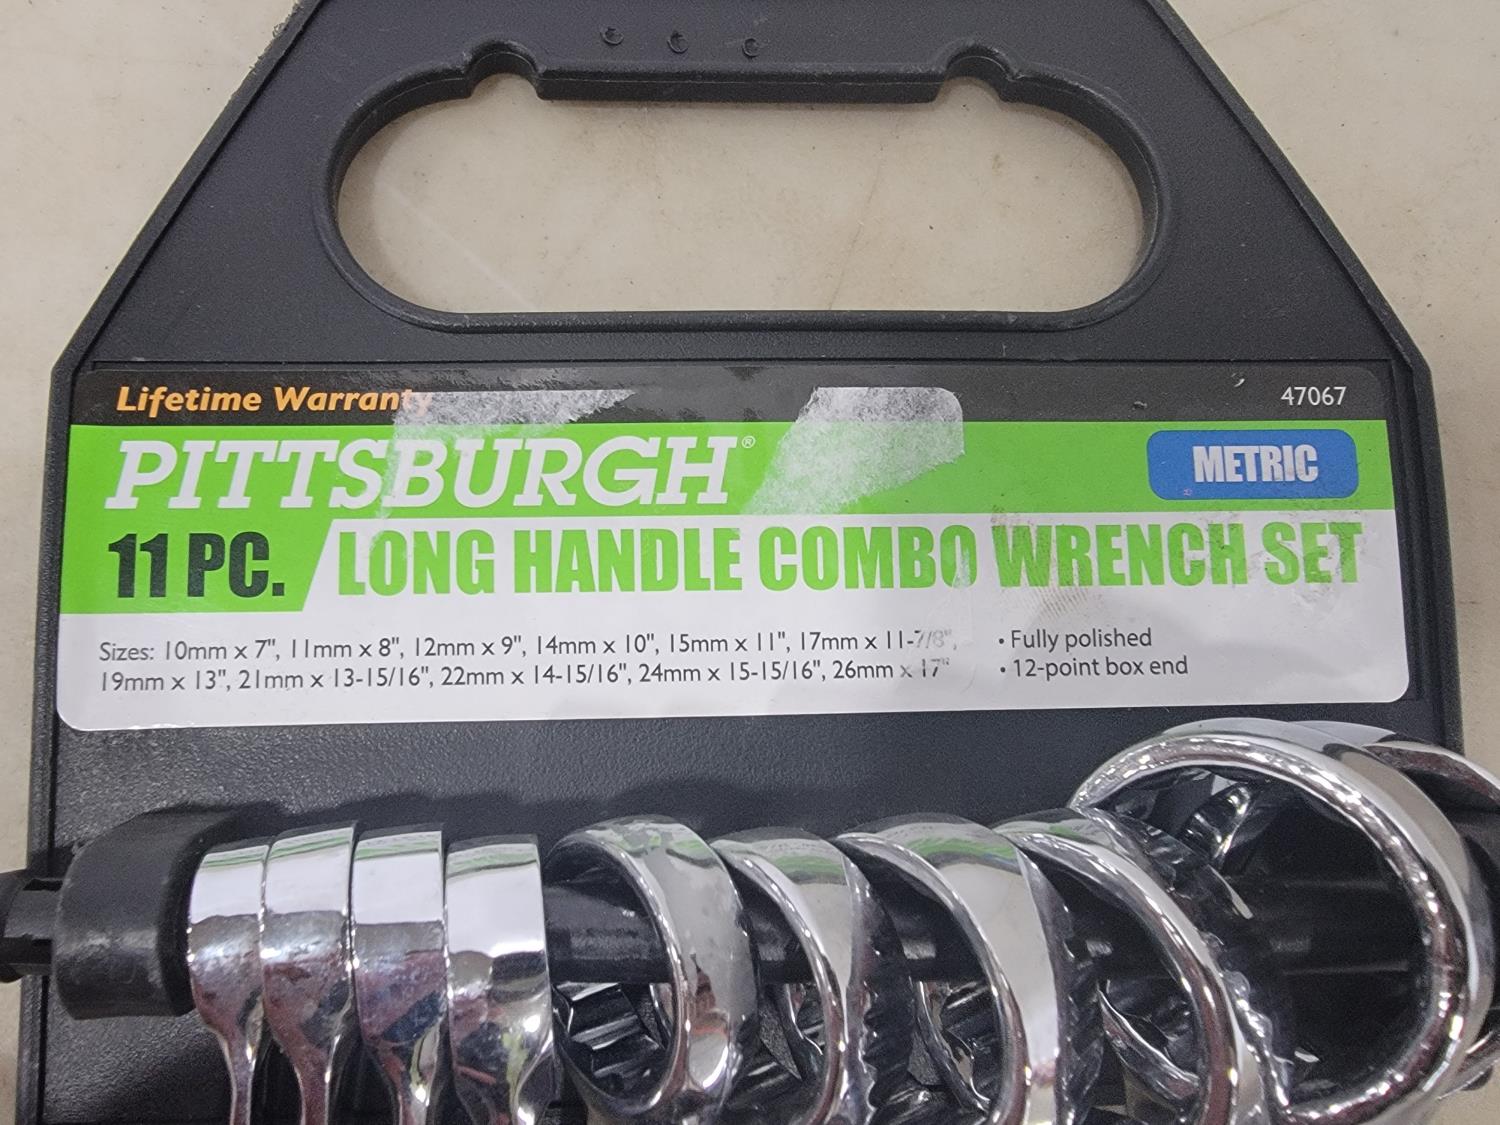 Lifetime Warranty
47067
PITTSBURGH®
METRIC
11 PC. LONG HANDLE COMBO WRENCH SET
Sizes: 10mm x 7", 11mm x 8", 12mm x 9", 14mm x 10", 15mm x 11", 17mm x 11-7/8",
19mm x 13", 21mm x 13-15/16", 22mm x 14-15/16", 24mm x 15-15/16", 26mm x 17"
• Fully polished
• 12-point box end